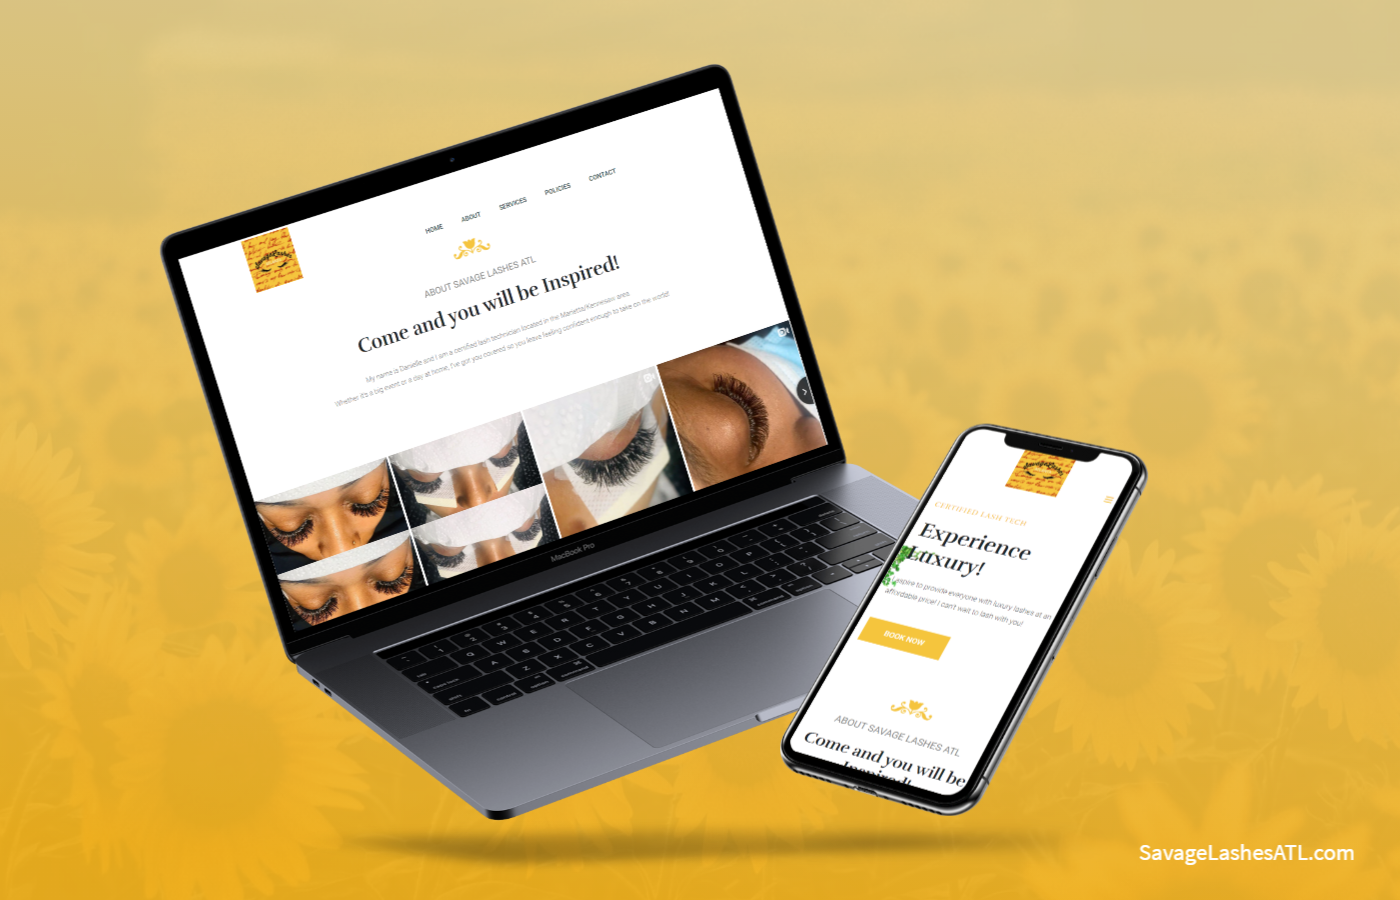 HOME
ABOUT
SERVICES
POLICIES
CONTACT
ABOUT SAVAGE LASHES ATL
Come and you will be Inspired!
My name is Danielle and I am a certified lash technician located in the Marietta/Kennesaw area.
Whether it's a big event or a day at home, I've got you covered so you leave feeling confident enough to take on the world!
MacBook Pro
CERTIFIED LASH TECH
Experience
Luxury!
aspire to provide everyone with luxury lashes at an
affordable price! I can't wait to lash with you!
BOOK NOW
ABOUT SAVAGE LASHES ATL
Come and you will be
Inspired!
SavageLashesATL.com